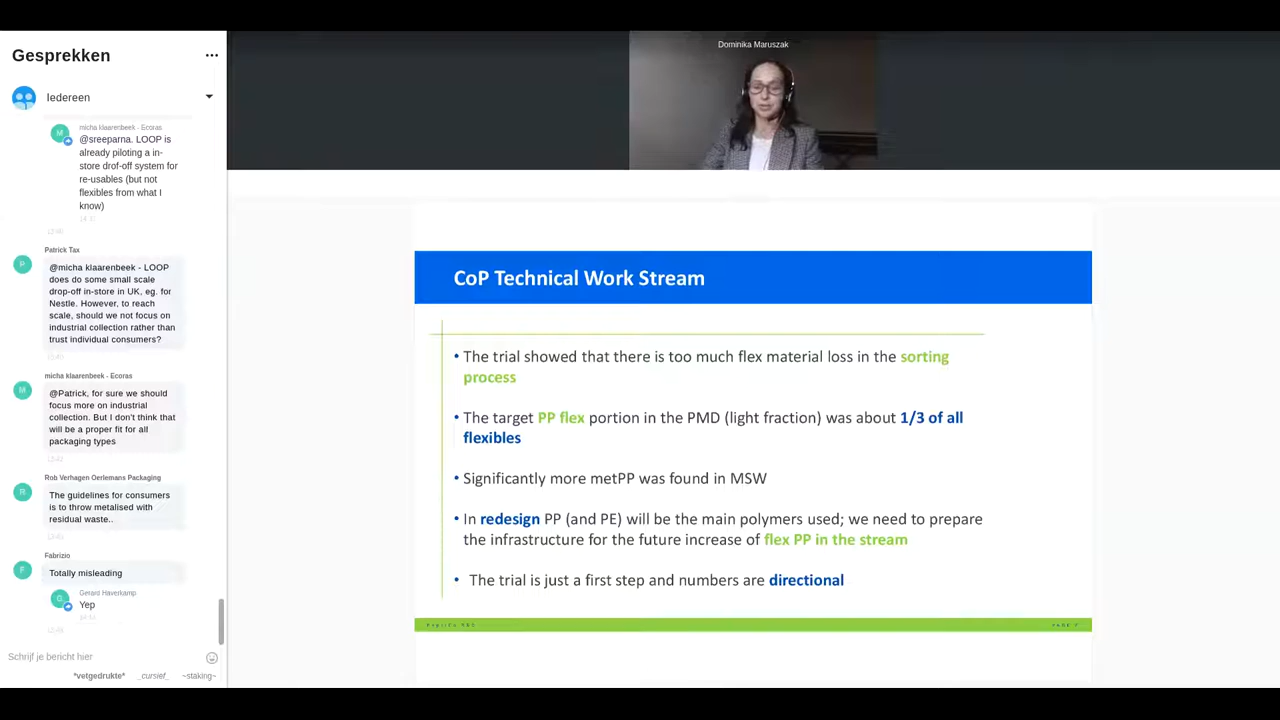 Gesprekken
Iedereen
micha klaarenbeek - Ecoras
M
@sreeparna. LOOP is
already piloting a in-
store drof-off system for
re-usables (but not
flexibles from what I
know)
Patrick Tax
P
@micha klaarenbeek - LOOP
does do some small scale
drop-off in-store in UK, eg. for
Nestle. However, to reach
scale, should we not focus on
industrial collection rather than
trust individual consumers?
micha klaarenbeek - Ecoras
M
@Patrick, for sure we should
focus more on industrial
collection. But I don't think that
will be a proper fit for all
packaging types
Rob Verhagen Oerlemans Packaging
R
The guidelines for consumers
is to throw metalised with
residual waste..
Fabrizio
F
Totally misleading
Gerard Haverkamp
G
Yep
Schrijf je bericht hier
*vetgedrukte* _cursief_ ~staking~
Dominika Maruszak
CoP Technical Work Stream
• The trial showed that there is too much flex material loss in the sorting
process
• The target PP flex portion in the PMD (light fraction) was about 1/3 of all
flexibles
• Significantly more metPP was found in MSW
• In redesign PP (and PE) will be the main polymers used; we need to prepare
the infrastructure for the future increase of flex PP in the stream
• The trial is just a first step and numbers are directional